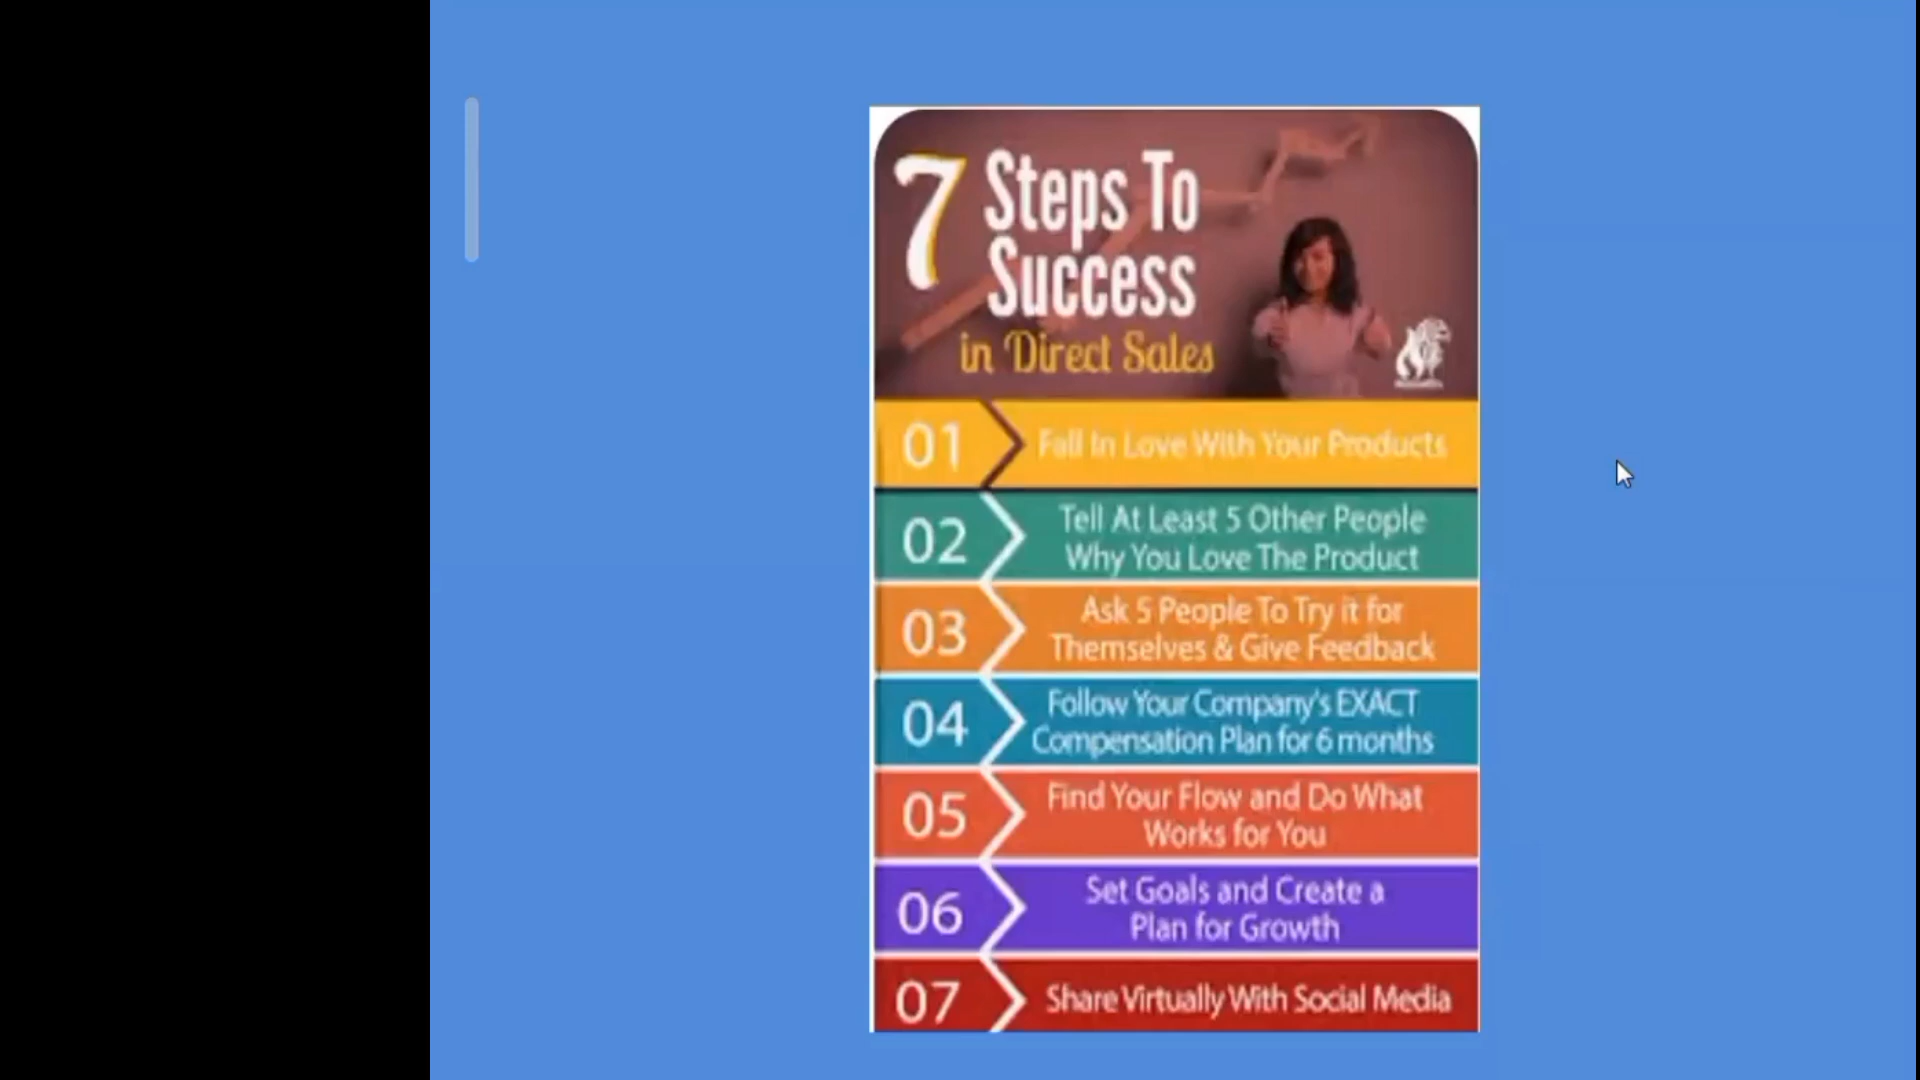 7 Steps To
Success
in Direct Sales
01 Fall In Love With Your Products
02 Tell At Least 5 Other People
Why You Love The Product
03 Ask 5 People To Try it for
Themselves & Give Feedback
04 Follow Your Company's EXACT
Compensation Plan for 6 months
05 Find Your Flow and Do What
Works for You
06 Set Goals and Create a
Plan for Growth
07 Share Virtually With Social Media